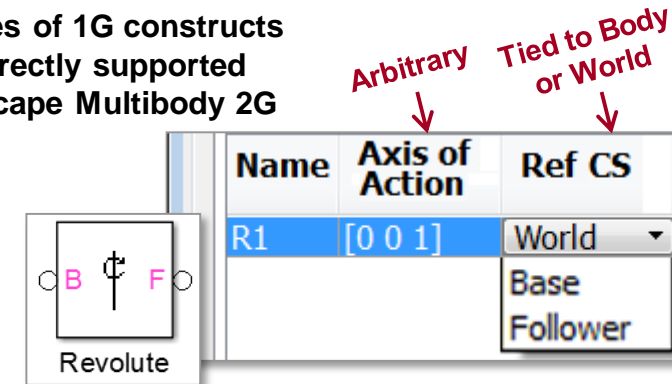 es of 1G constructs
rectly supported
cape Multibody 2G
Arbitrary
Tied to Body
or World
Name Axis of Action Ref CS
R1 [0 0 1] World
Base
Follower
B F
Revolute